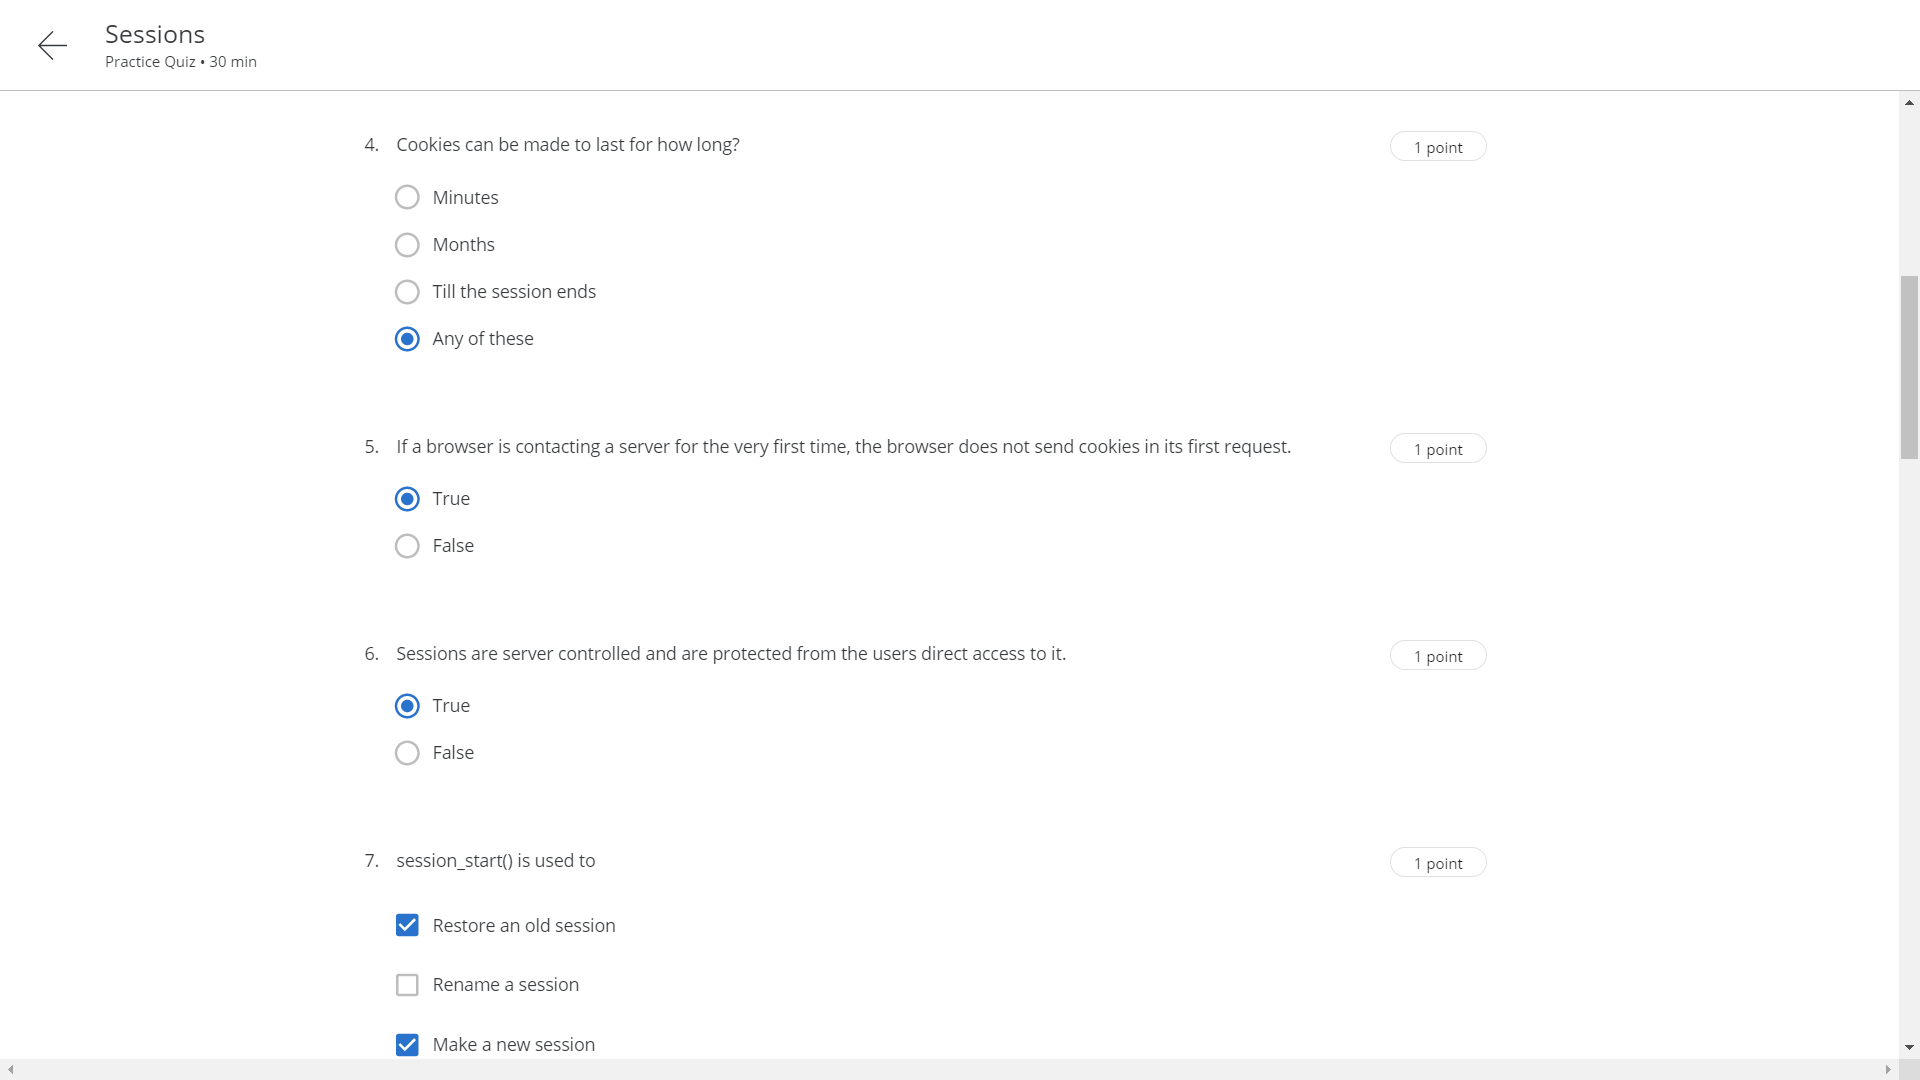 Sessions
Practice Quiz • 30 min
4. Cookies can be made to last for how long?
1 point
Minutes
Months
Till the session ends
Any of these
5. If a browser is contacting a server for the very first time, the browser does not send cookies in its first request.
1 point
True
False
6. Sessions are server controlled and are protected from the users direct access to it.
1 point
True
False
7. session_start() is used to
1 point
Restore an old session
Rename a session
Make a new session